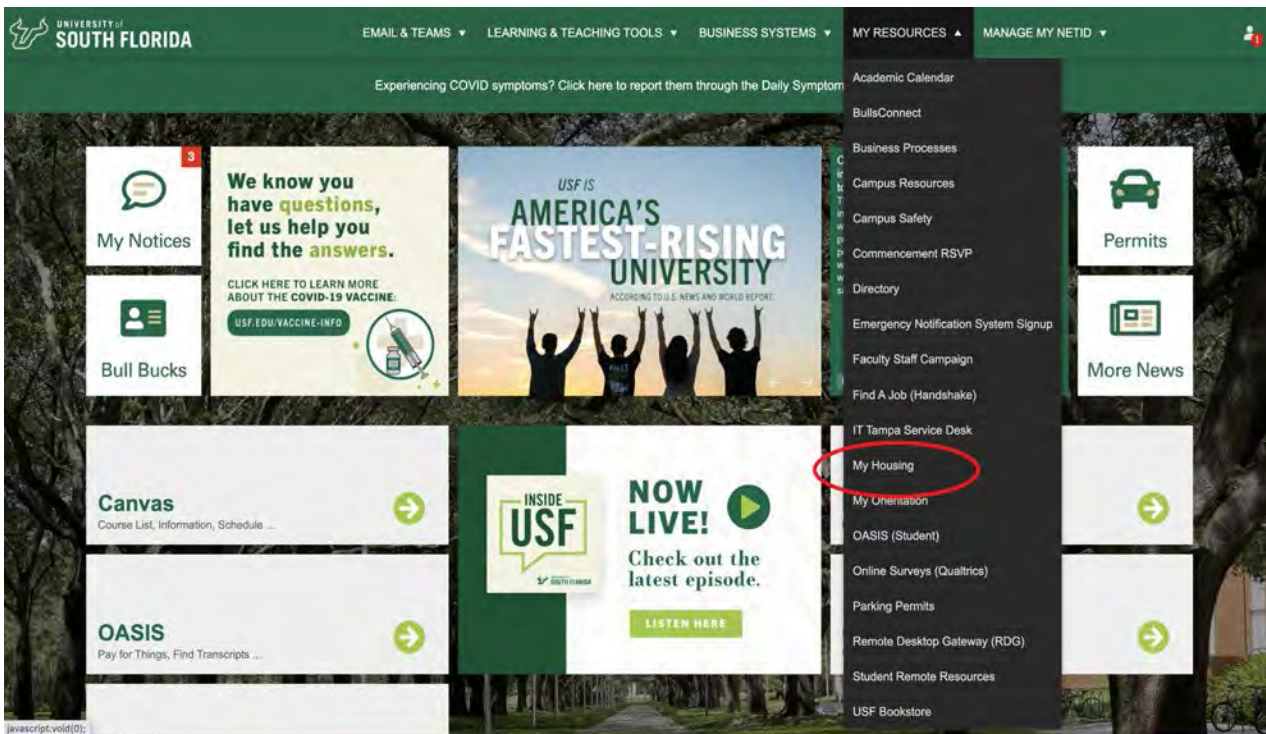 UNIVERSITY of
SOUTH FLORIDA
EMAIL & TEAMS ▼
LEARNING & TEACHING TOOLS ▼
BUSINESS SYSTEMS ▼
MY RESOURCES ▲
MANAGE MY NETID ▼
1
Experiencing COVID symptoms? Click here to report them through the Daily Symptom
Academic Calendar
BullsConnect
Business Processes
Campus Resources
Campus Safety
Commencement RSVP
Directory
Emergency Notification System Signup
Faculty Staff Campaign
Find A Job (Handshake)
IT Tampa Service Desk
My Housing
My Orientation
OASIS (Student)
Online Surveys (Qualtrics)
Parking Permits
Remote Desktop Gateway (RDG)
Student Remote Resources
USF Bookstore
3
My Notices
Bull Bucks
We know you
have questions,
let us help you
find the answers.
CLICK HERE TO LEARN MORE
ABOUT THE COVID-19 VACCINE:
USF.EDU/VACCINE-INFO
USF IS
AMERICA'S
FASTEST-RISING
UNIVERSITY
ACCORDING TO U.S. NEWS AND WORLD REPORT.
Permits
More News
Canvas
Course List, Information, Schedule ...
OASIS
Pay for Things, Find Transcripts ...
INSIDE
USF
SOUTH FLORIDA
NOW
LIVE!
Check out the
latest episode.
LISTEN HERE
javascript:void(0);